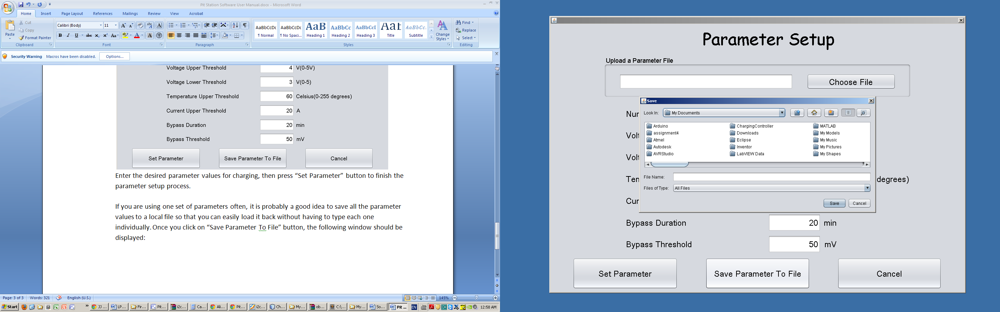 Pit Station Software User Manual.docx - Microsoft Word
Home Insert Page Layout References Mailings Review View Acrobat
Paste
Cut
Copy
Format Painter
Clipboard
Calibri (Body) 11
Font
Paragraph
AaBbCcDc AaBbCcDc AaB AaBbCc AaBbCcI Aat AaBbCc.
¶ Normal ¶ No Spaci... Heading 1 Heading 2 Heading 3 Title Subtitle
Change Styles
Styles
Find
Replace
Select
Editing
Security Warning Macros have been disabled. Options...
Voltage Upper Threshold 4 V(0-5V)
Voltage Lower Threshold 3 V(0-5)
Temperature Upper Threshold 60 Celsius(0-255 degrees)
Current Upper Threshold 20 A
Bypass Duration 20 min
Bypass Threshold 50 mV
Set Parameter Save Parameter To File Cancel
Enter the desired parameter values for charging, then press “Set Parameter” button to finish the
parameter setup process.
If you are using one set of parameters often, it is probably a good idea to save all the parameter
values to a local file so that you can easily load it back without having to type each one
individually. Once you click on “Save Parameter To File” button, the following window should be
displayed:
Page: 3 of 3 Words: 321 English (U.S.) 145%
Start JJ ... LP... Fir... Pit... i2c... Ca... Ali... Pit... i2c... Ch... My... ob... C:\... My... So... Pit ... EN 12:58 AM
Parameter Setup
Upload a Parameter File
Choose File
Save
Look In: My Documents
Arduino ChargingController MATLAB
assignment4 Downloads My Models
Atmel Eclipse My Music
Autodesk Inventor My Pictures
AVRStudio LabVIEW Data My Shapes
File Name:
Files of Type: All Files
Save Cancel
Nur
Volt
Volt
Ten degrees)
Cur
Bypass Duration 20 min
Bypass Threshold 50 mV
Set Parameter Save Parameter To File Cancel